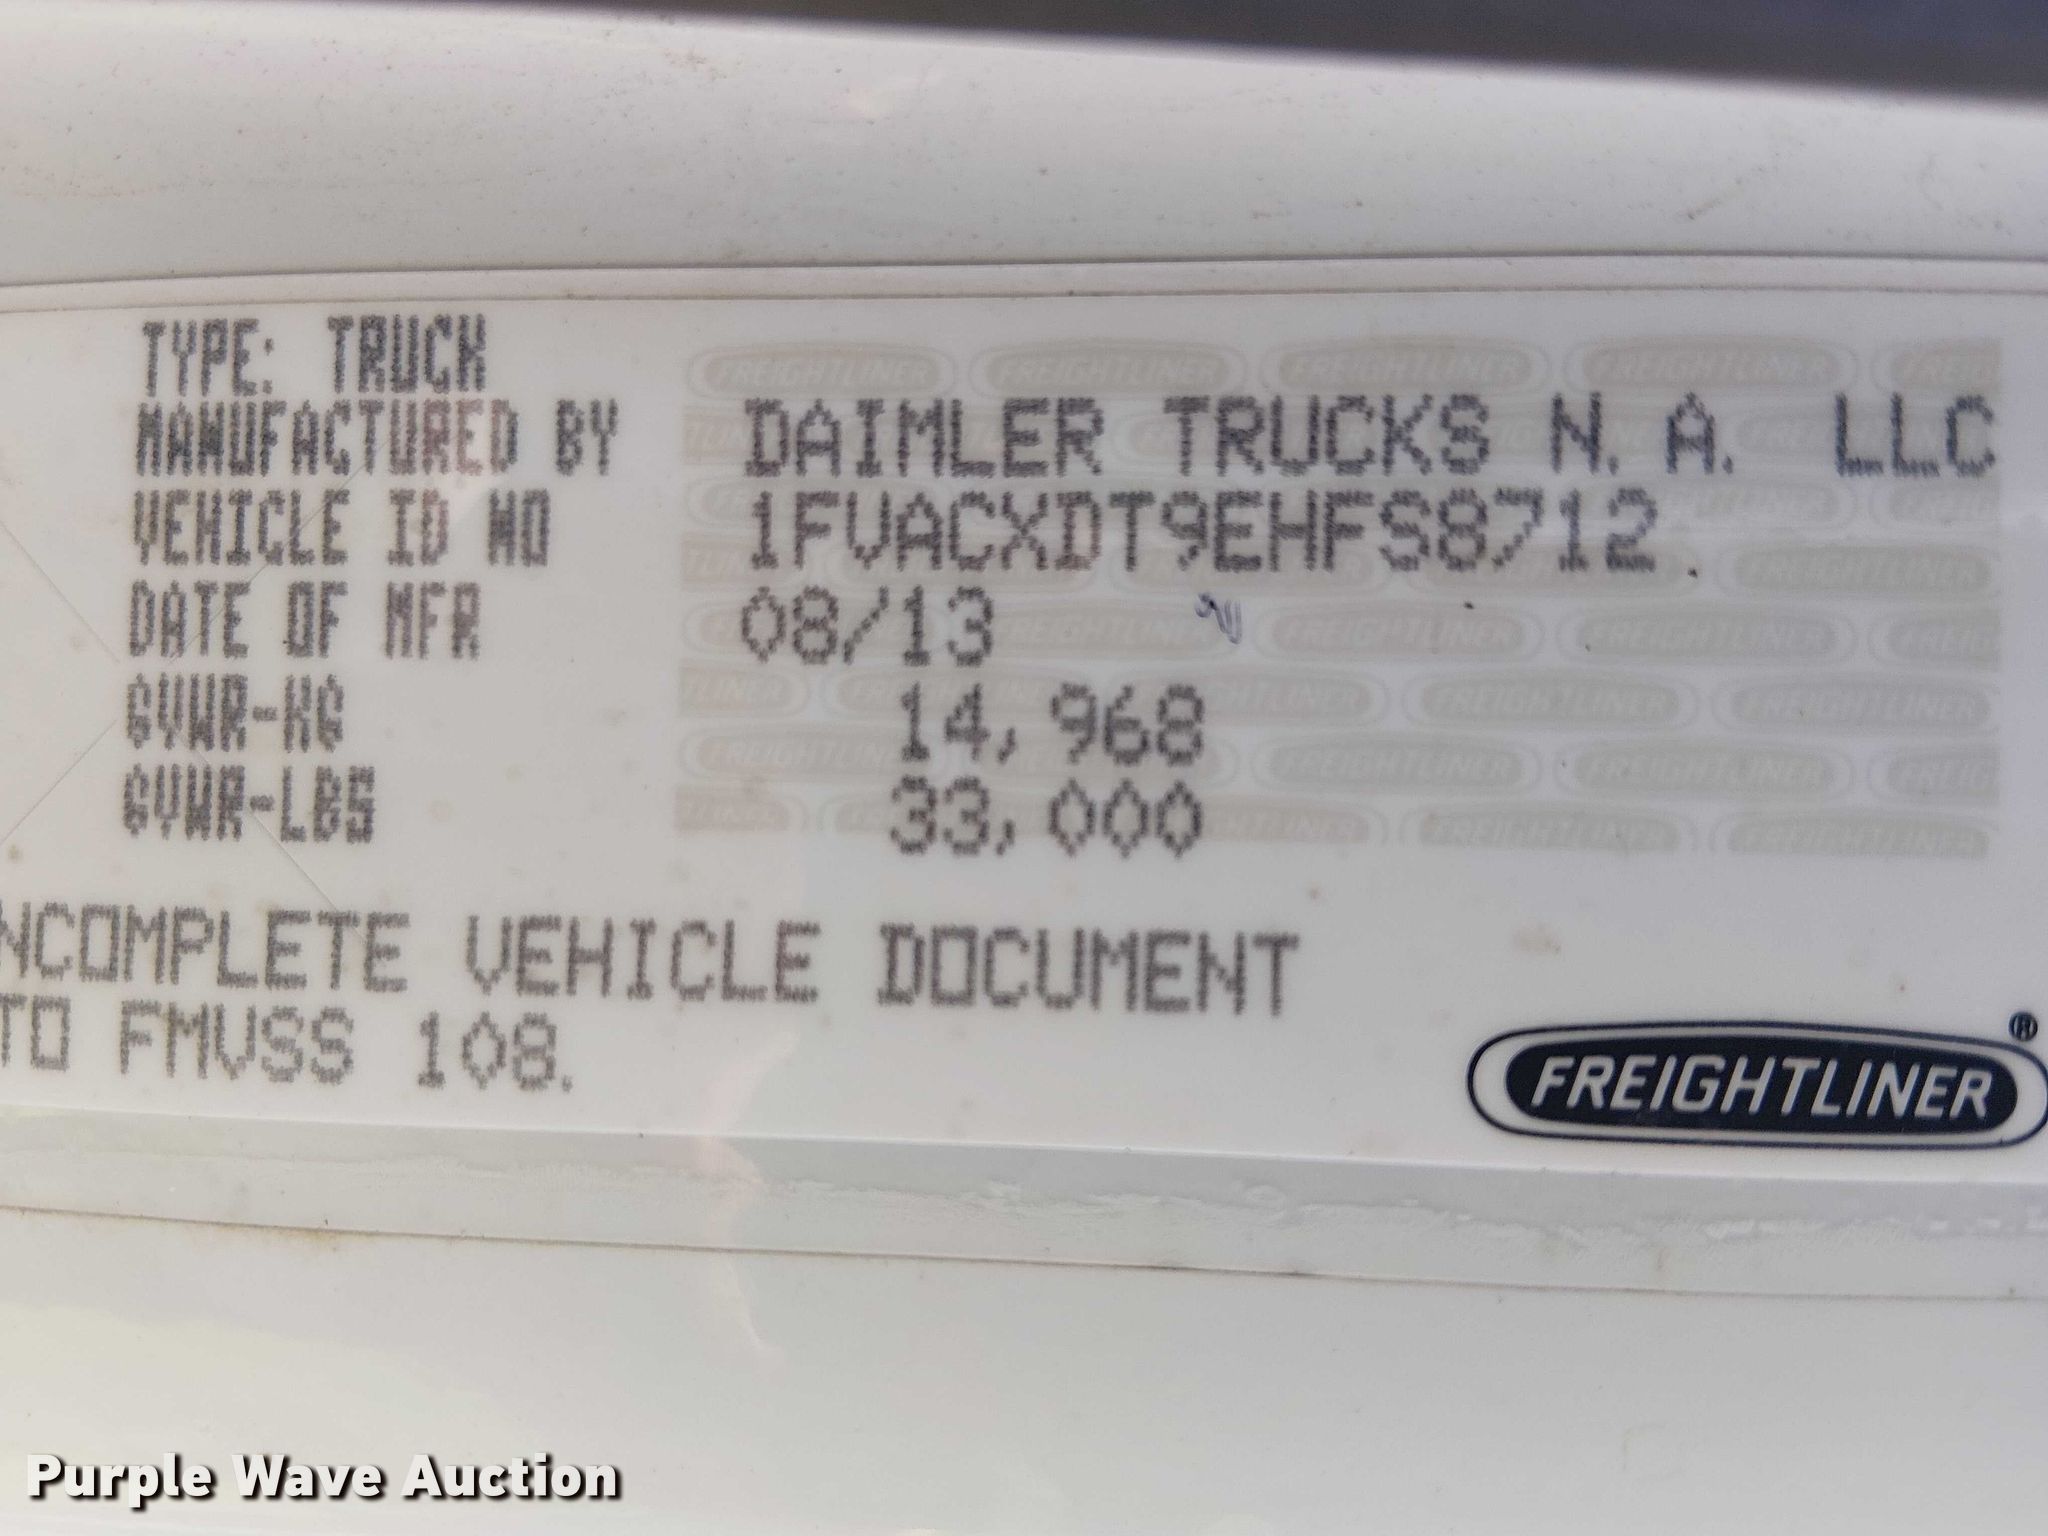 TYPE: TRUCK
MANUFACTURED BY DAIMLER TRUCKS N.A. LLC
VEHICLE ID NO 1FVACXDT9EHFS8712
DATE OF MFR 08/13
GVWR-KG 14,968
GVWR-LBS 33,000
NCOMPLETE VEHICLE DOCUMENT
TO FMVSS 108.
FREIGHTLINER®
Purple Wave Auction